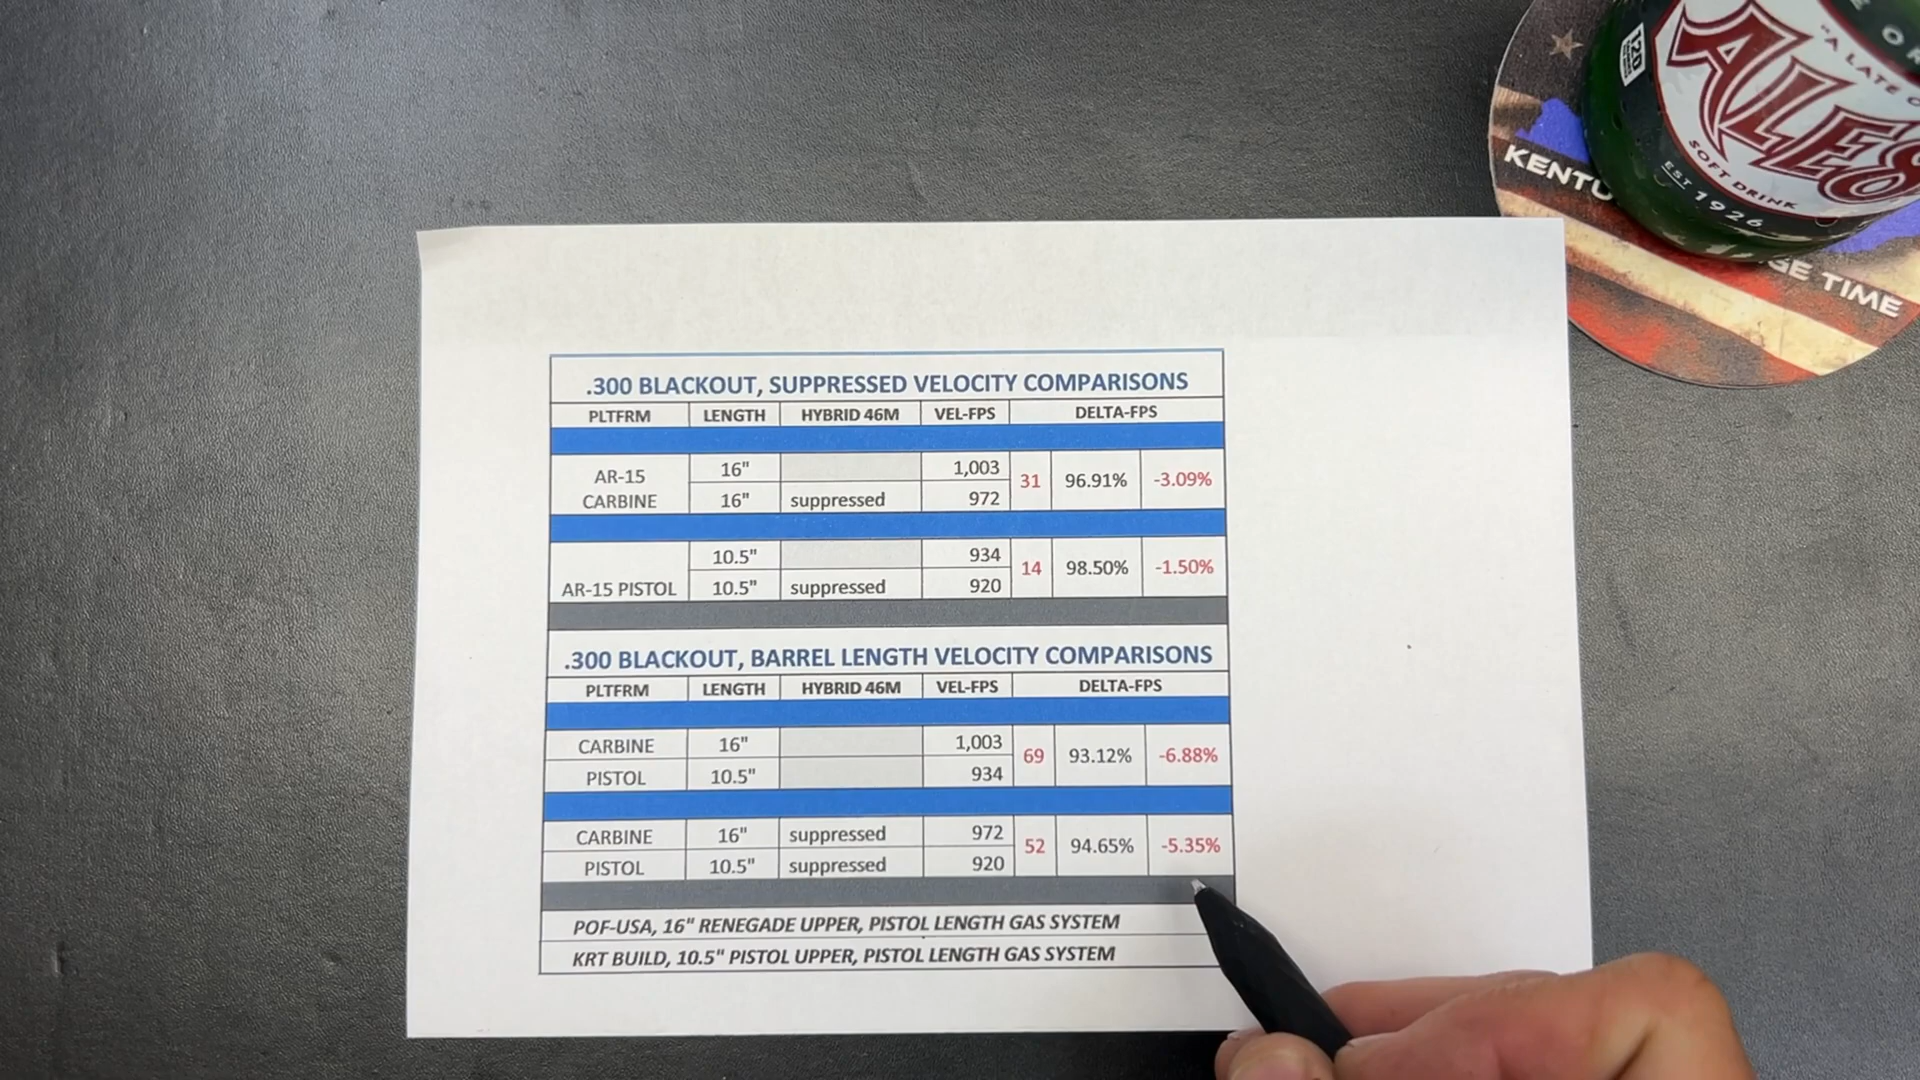 ALE8
"A LATE
SOFT DRINK
EST 1926
120
KENTU
GE TIME
.300 BLACKOUT, SUPPRESSED VELOCITY COMPARISONS
PLTFRM LENGTH HYBRID 46M VEL-FPS DELTA-FPS
AR-15 CARBINE 16" 1,003 31 96.91% -3.09%
16" suppressed 972
10.5" 934 14 98.50% -1.50%
AR-15 PISTOL 10.5" suppressed 920
.300 BLACKOUT, BARREL LENGTH VELOCITY COMPARISONS
PLTFRM LENGTH HYBRID 46M VEL-FPS DELTA-FPS
CARBINE 16" 1,003 69 93.12% -6.88%
PISTOL 10.5" 934
CARBINE 16" suppressed 972 52 94.65% -5.35%
PISTOL 10.5" suppressed 920
POF-USA, 16" RENEGADE UPPER, PISTOL LENGTH GAS SYSTEM
KRT BUILD, 10.5" PISTOL UPPER, PISTOL LENGTH GAS SYSTEM